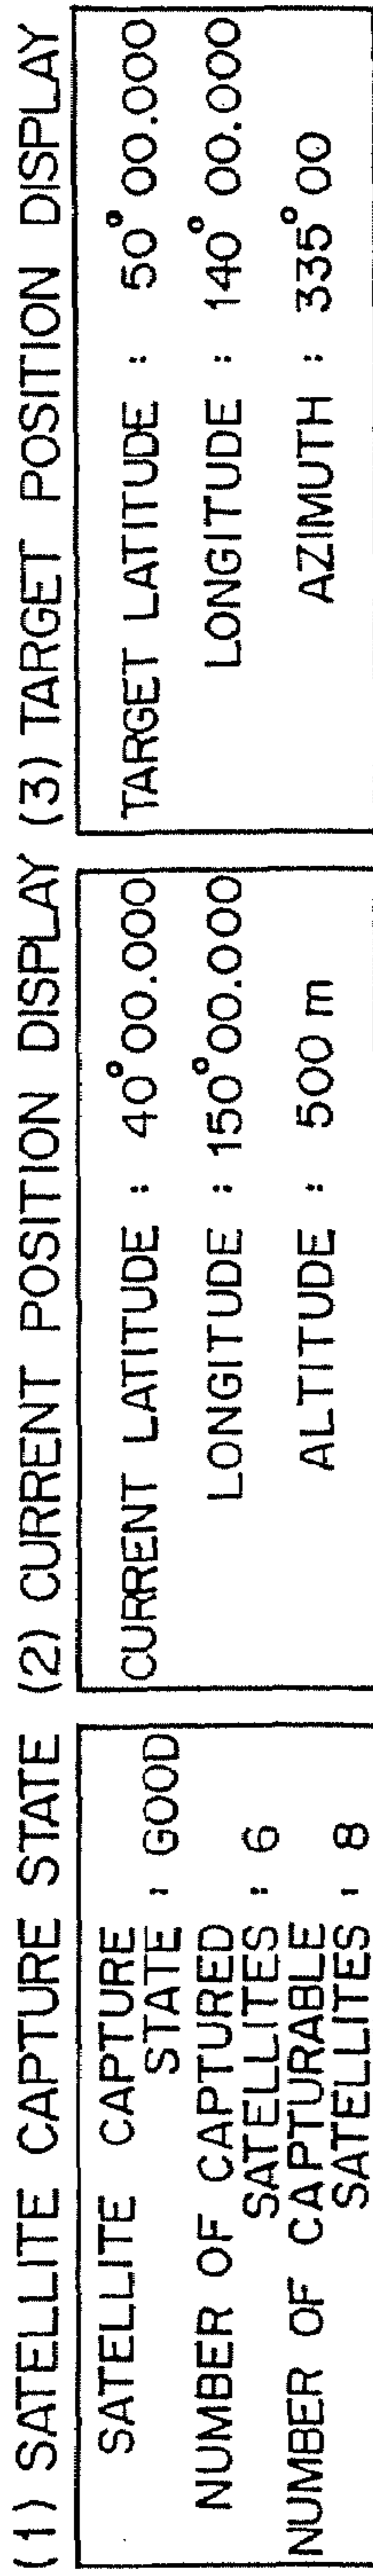 (1) SATELLITE CAPTURE STATE
SATELLITE CAPTURE
STATE : GOOD
NUMBER OF CAPTURED
SATELLITES : 6
NUMBER OF CAPTURABLE
SATELLITES : 8
(2) CURRENT POSITION DISPLAY
CURRENT LATITUDE : 40°00.000
LONGITUDE : 150°00.000
ALTITUDE : 500 m
(3) TARGET POSITION DISPLAY
TARGET LATITUDE : 50°00.000
LONGITUDE : 140°00.000
AZIMUTH : 335°00